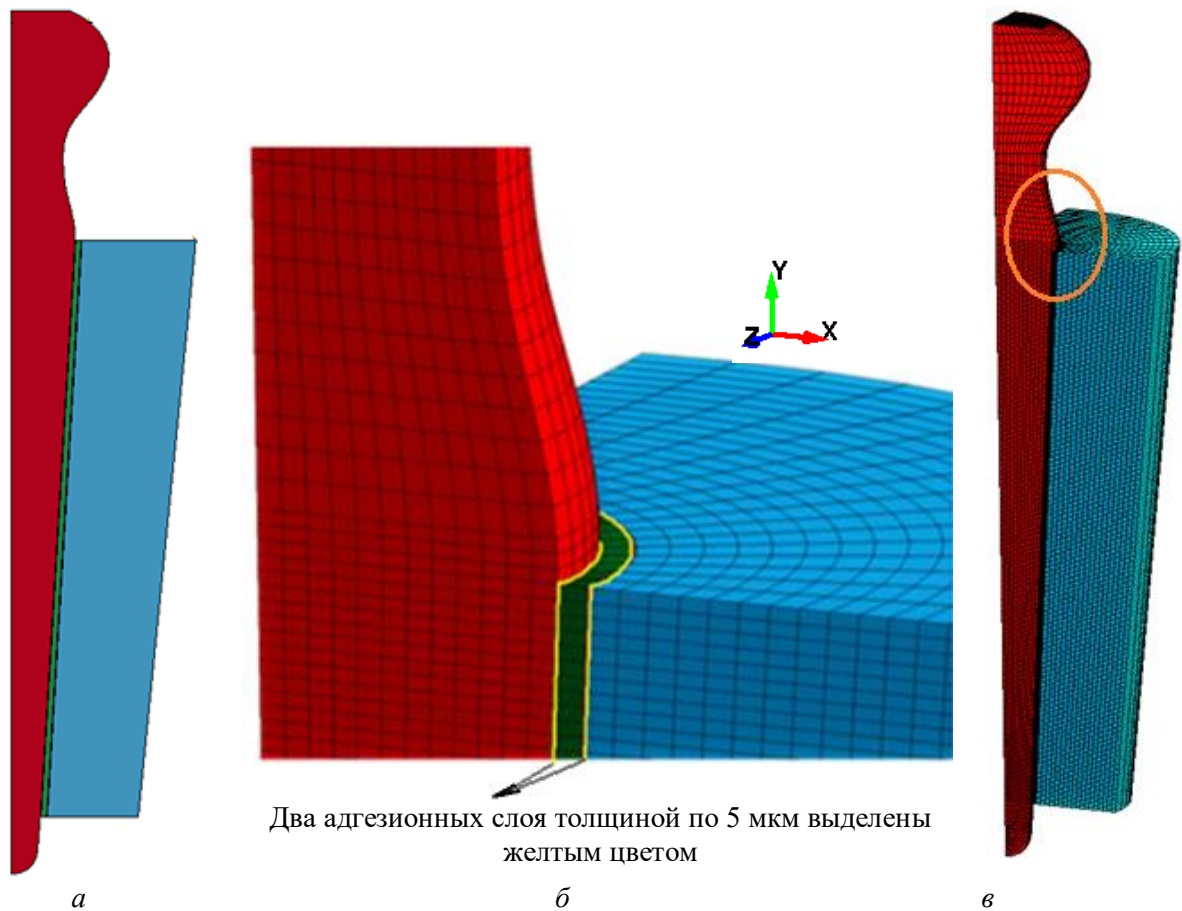 Y
Z
X
Два адгезионных слоя толщиной по 5 мкм выделены
желтым цветом
а
б
в